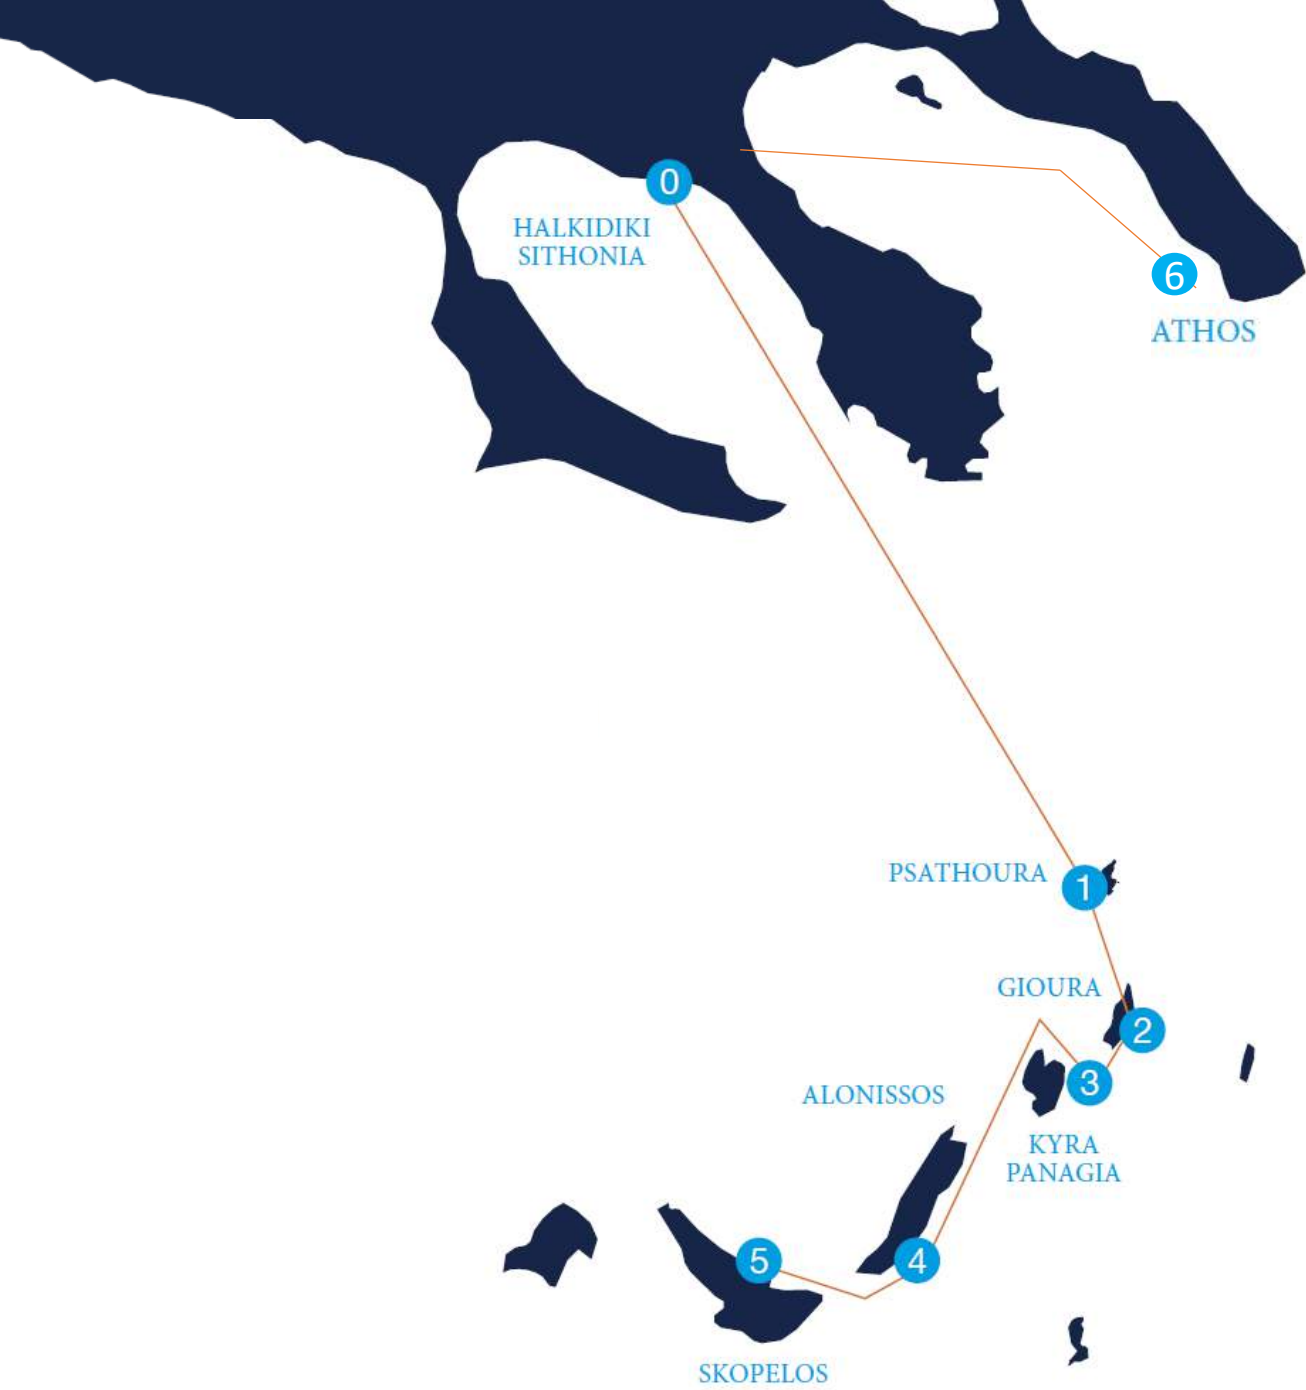 0
HALKIDIKI
SITHONIA
6
ATHOS
PSATHOURA
1
GIOURA
2
3
ALONISSOS
KYRA
PANAGIA
5
4
SKOPELOS